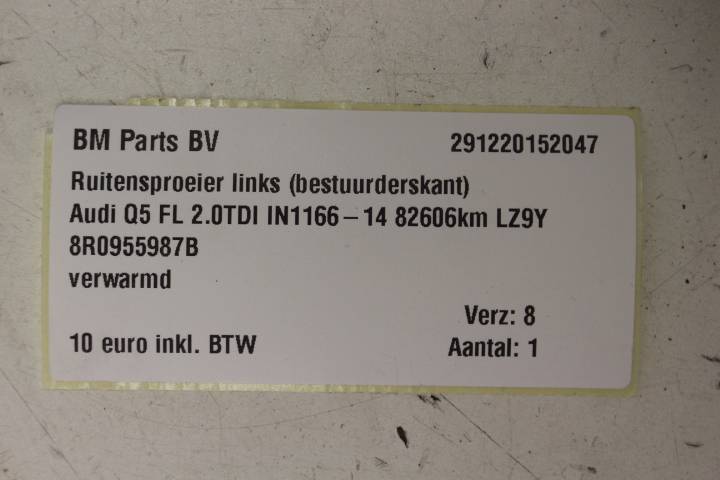 BM Parts BV 291220152047
Ruitensproeier links (bestuurderskant)
Audi Q5 FL 2.0TDI IN1166-14 82606km LZ9Y
8R0955987B
verwarmd
Verz: 8
10 euro inkl. BTW Aantal: 1